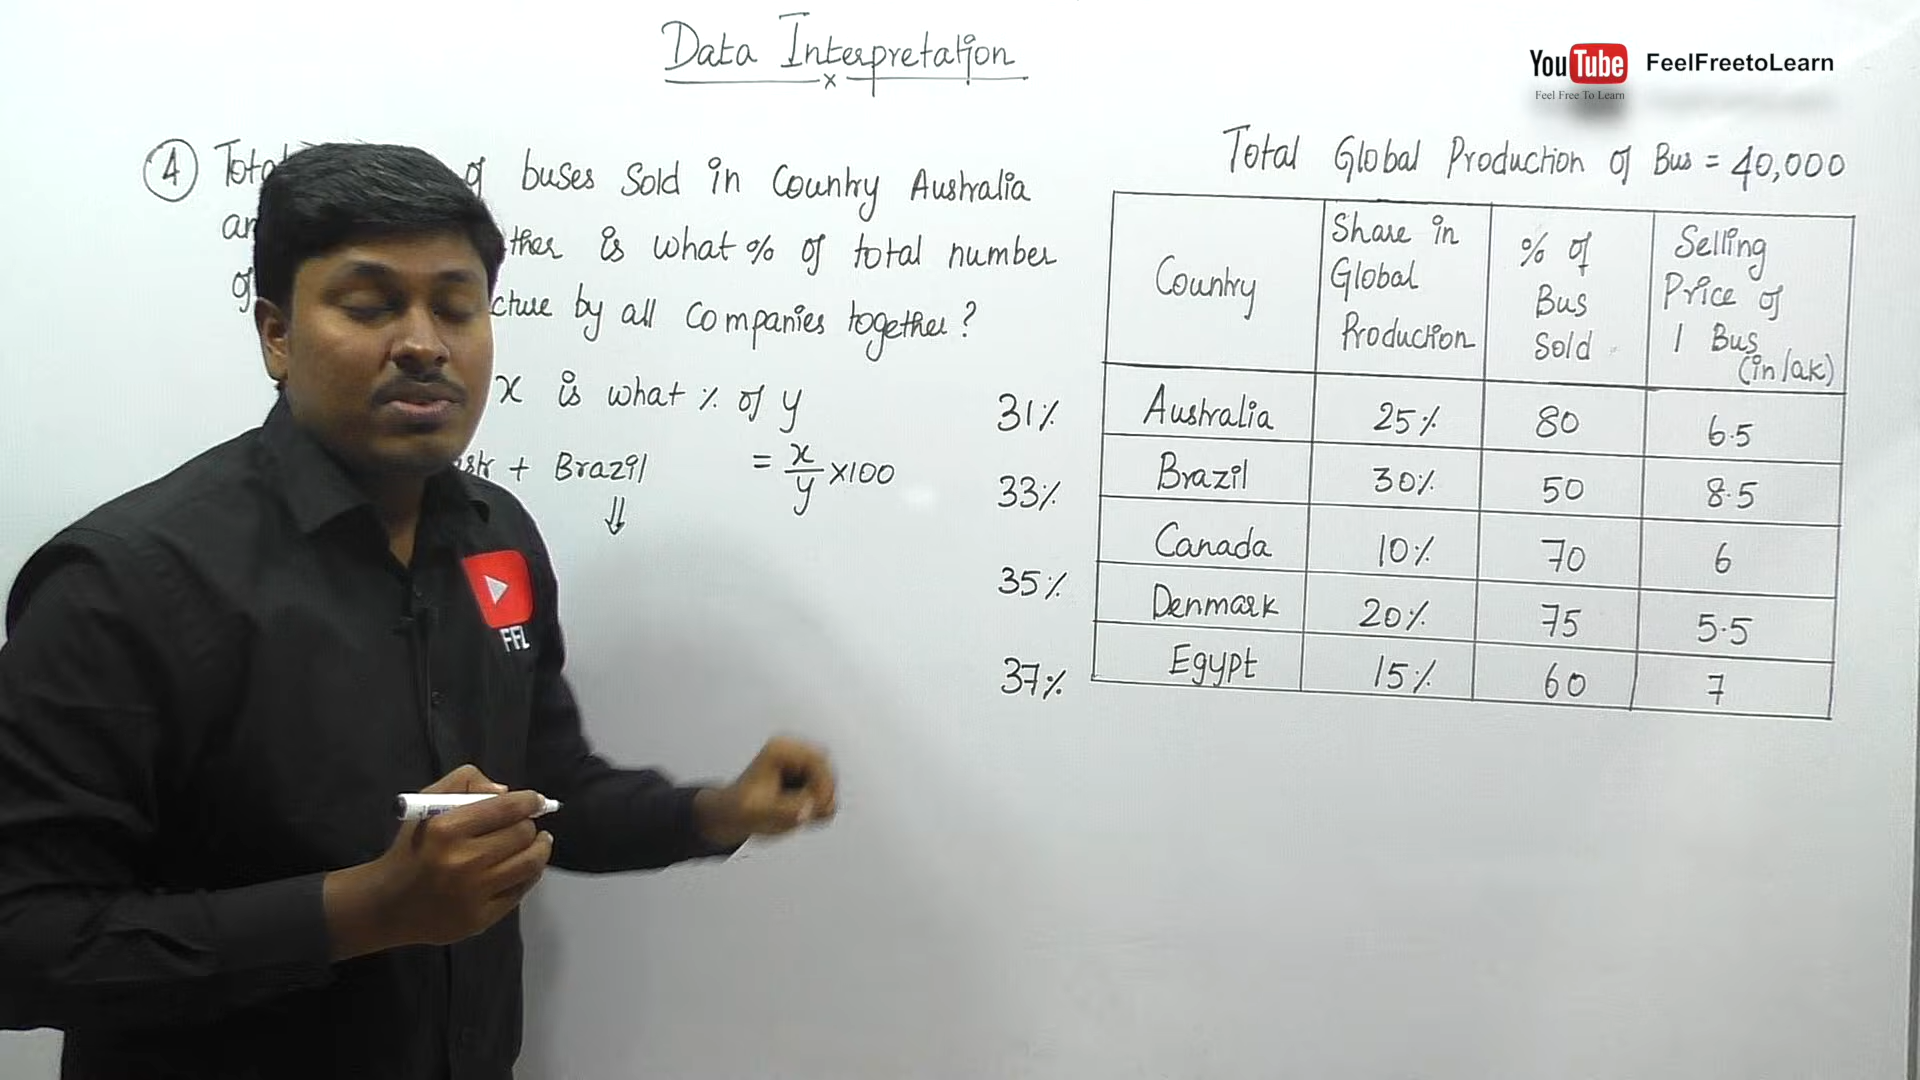 Data Interpretation
x
YouTube FeelFreetoLearn
Feel Free To Learn
4 of buses Sold in Country Australia
is what % of total number
by all Companies together?
x is what % of y
+ Brazil = x/y ×100
⇓
31%
33%
35%
37%
Total Global Production of Bus = 40,000
Country Share in Global Production % of Bus Sold Selling Price of 1 Bus (in lak)
Australia 25% 80 6.5
Brazil 30% 50 8.5
Canada 10% 70 6
Denmark 20% 75 5.5
Egypt 15% 60 7
FFL